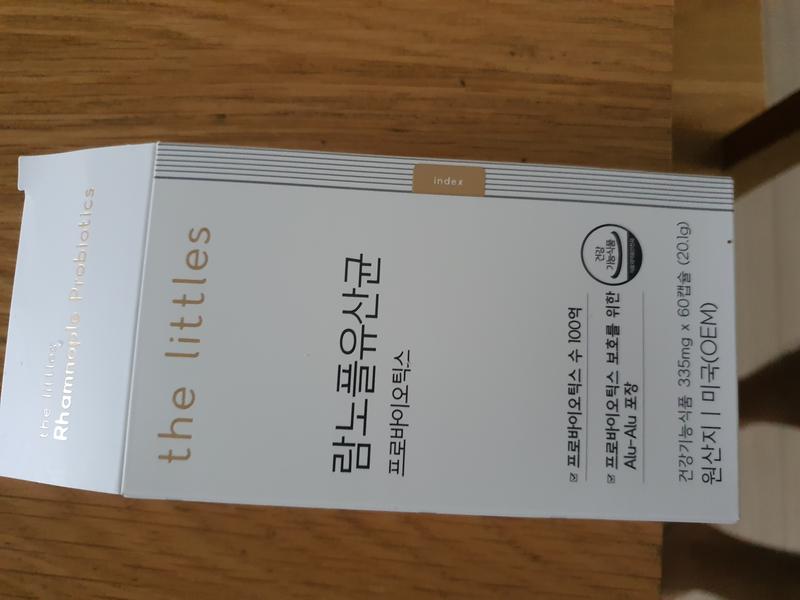 the littles
Rhamnople Probiotics
index
the littles
람노플유산균
프로바이오틱스
프로바이오틱스 수 100억
프로바이오틱스 보호를 위한
Alu-Alu 포장
건강
기능식품
건강기능식품 335mg x 60캡슐 (20.1g)
원산지 | 미국(OEM)